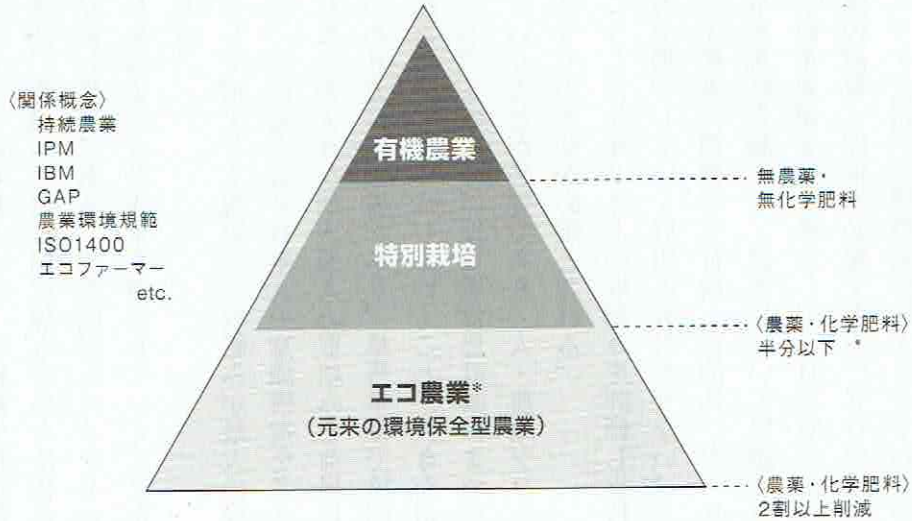 〈関係概念〉
持続農業
IPM
IBM
GAP
農業環境規範
ISO1400
エコファーマー
etc.
有機農業
特別栽培
エコ農業*
(元来の環境保全型農業)
無農薬・
無化学肥料
〈農薬・化学肥料〉
半分以下
〈農薬・化学肥料〉
2割以上削減